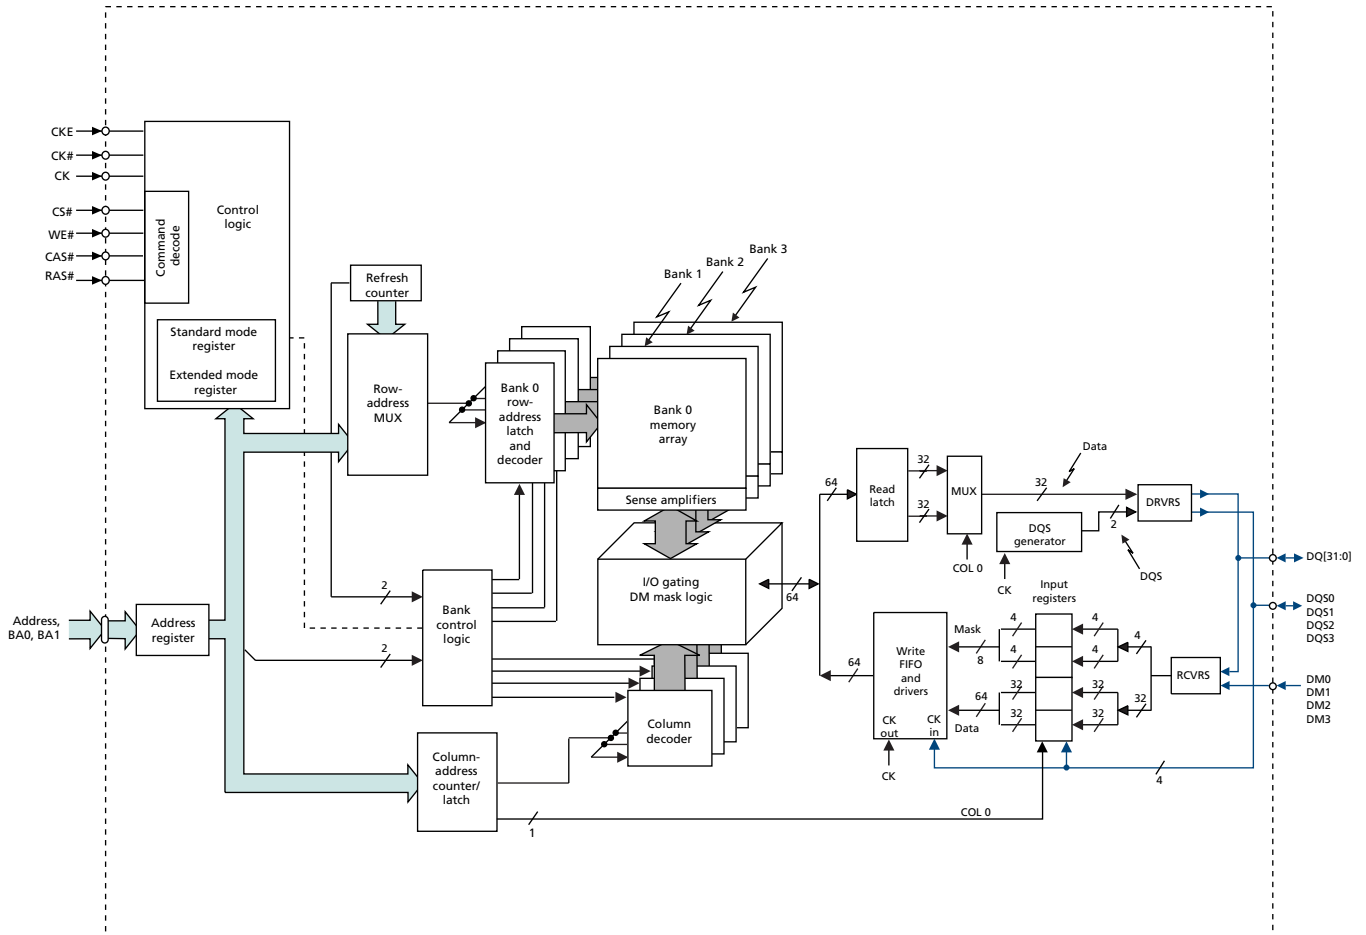 CKE
CK#
CK
CS#
WE#
CAS#
RAS#
Command
decode
Control
logic
Standard mode
register
Extended mode
register
Refresh
counter
Row-
address
MUX
Bank 0
row-
address
latch
and
decoder
Bank 1
Bank 2
Bank 3
Bank 0
memory
array
Sense amplifiers
I/O gating
DM mask logic
2
2
Bank
control
logic
Address,
BA0, BA1
Address
register
Column-
address
counter/
latch
Column
decoder
1
COL 0
64
64
64
Read
latch
32
32
MUX
COL 0
32
Data
DQS
generator
CK
2
DQS
DRVRS
DQ[31:0]
DQS0
DQS1
DQS2
DQS3
DM0
DM1
DM2
DM3
RCVRS
Input
registers
4
4
4
4
4
32
32
32
32
32
Mask
8
64
Data
Write
FIFO
and
drivers
CK
out
CK
in
CK
4